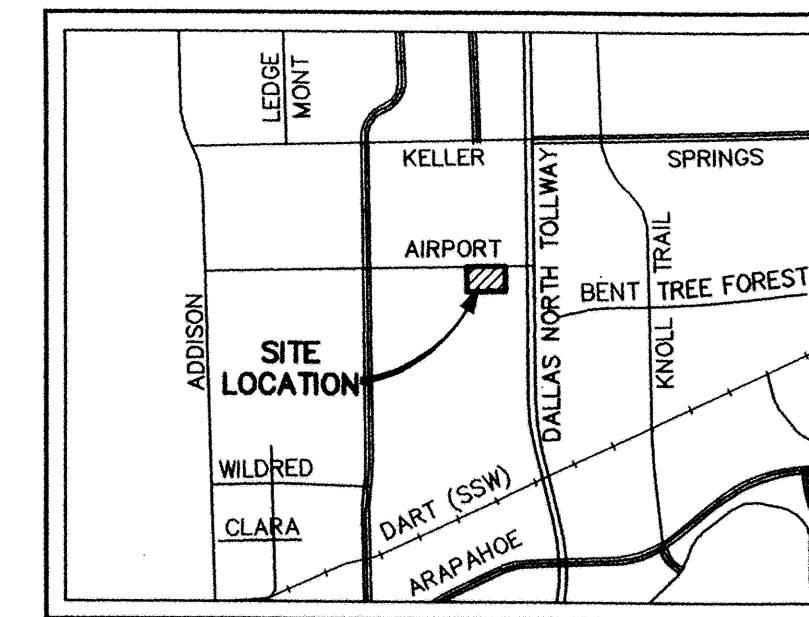 LEDGE
MONT
KELLER
SPRINGS
DALLAS NORTH TOLLWAY
AIRPORT
KNOLL TRAIL
BENT TREE FOREST
ADDISON
SITE
LOCATION
WILDRED
CLARA
DART (SSW)
ARAPAHOE